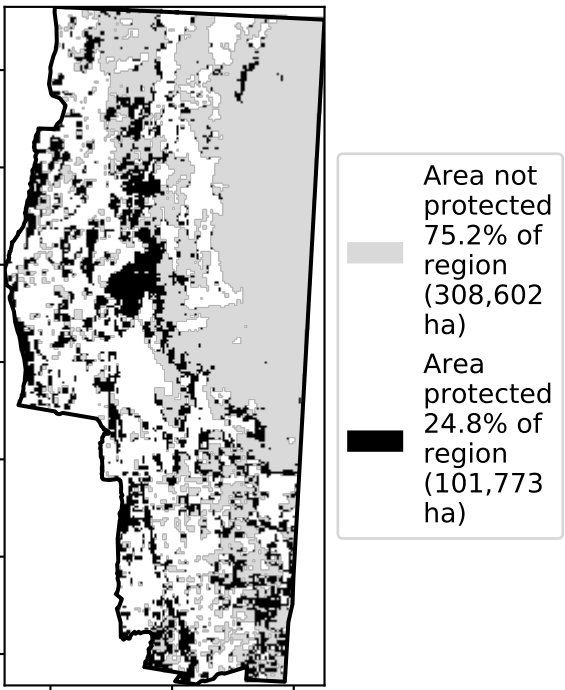 Area not
protected
75.2% of
region
(308,602
ha)
Area
protected
24.8% of
region
(101,773
ha)